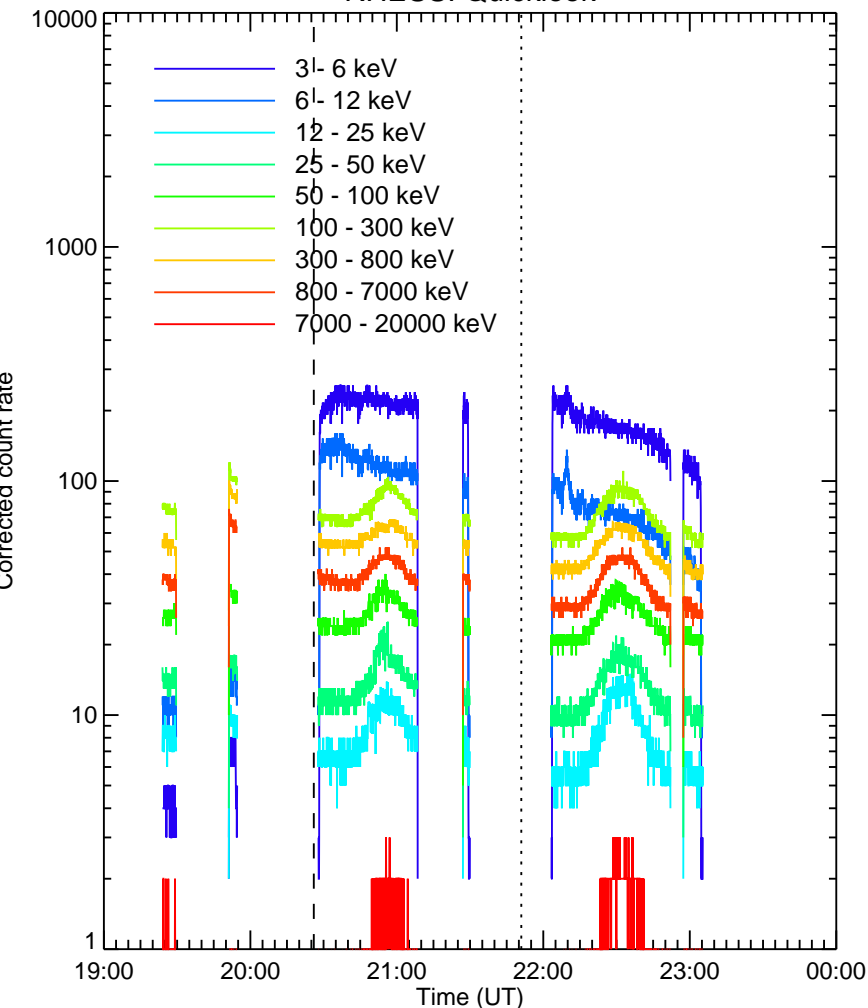 10000
3 - 6 keV
6 - 12 keV
12 - 25 keV
25 - 50 keV
50 - 100 keV
100 - 300 keV
300 - 800 keV
800 - 7000 keV
7000 - 20000 keV
1000
100
10
1
Corrected count rate
19:00 20:00 21:00 22:00 23:00 00:00
Time (UT)